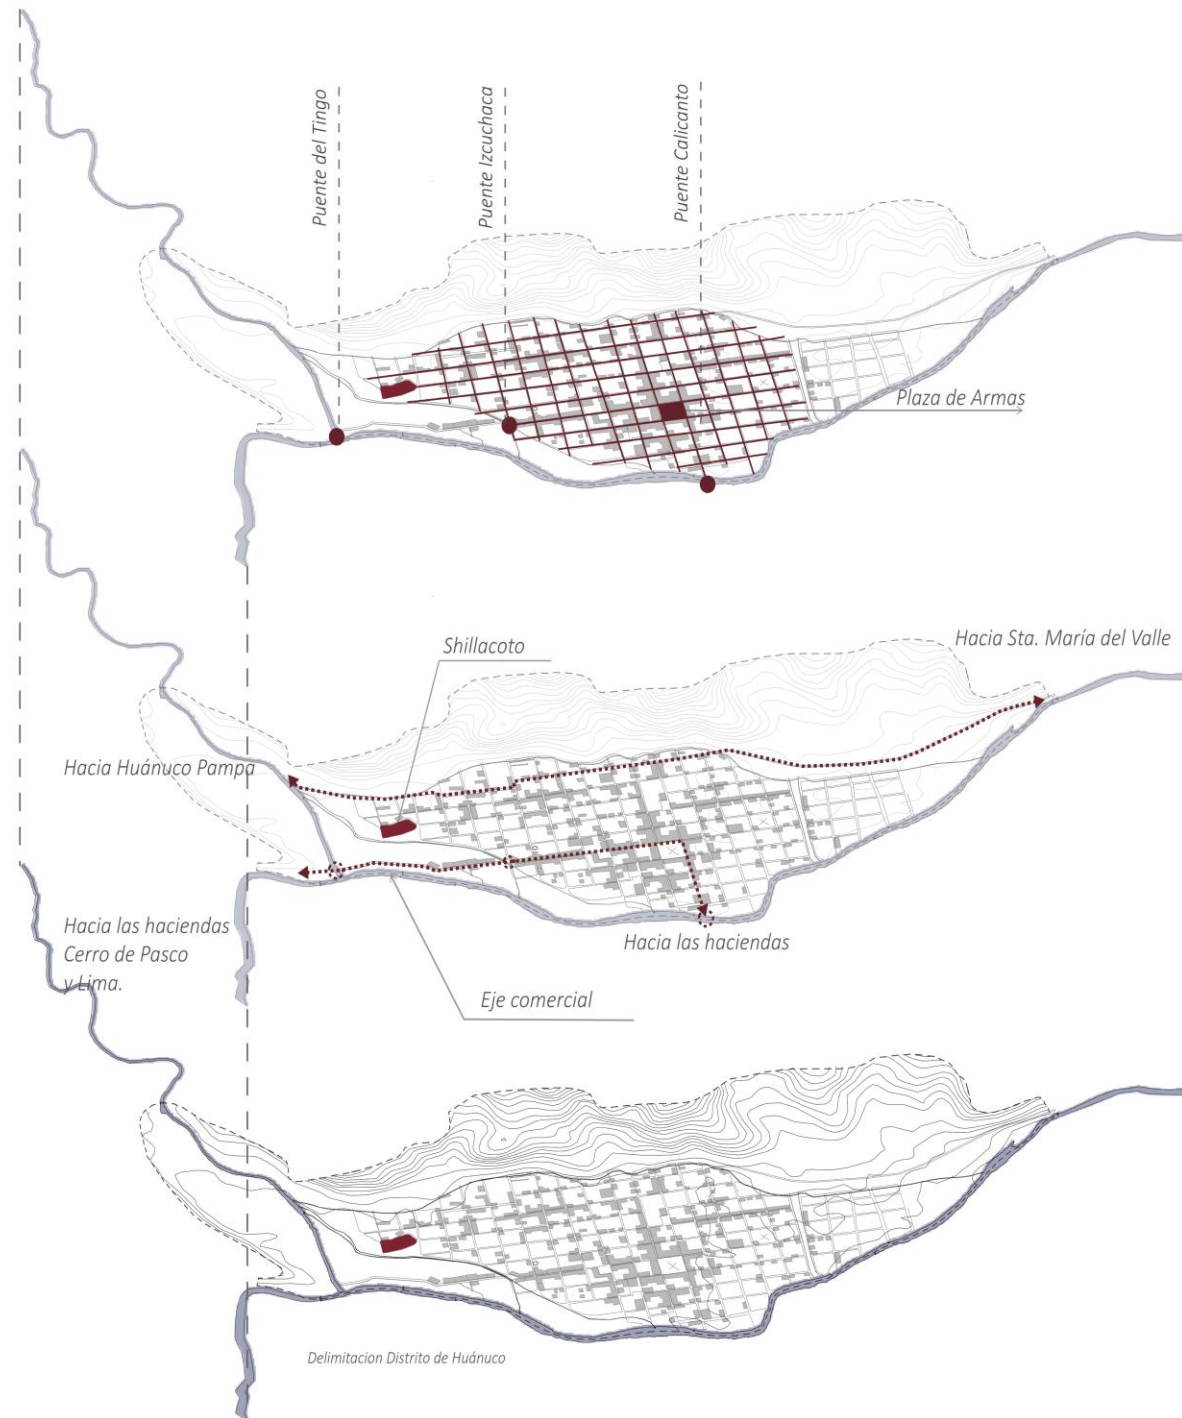 Puente del Tingo
Puente Izcuchaca
Puente Calicanto
Plaza de Armas
Shillacoto
Hacia Sta. María del Valle
Hacia Huánuco Pampa
Hacia las haciendas
Cerro de Pasco
y Lima.
Hacia las haciendas
Eje comercial
Delimitacion Distrito de Huánuco